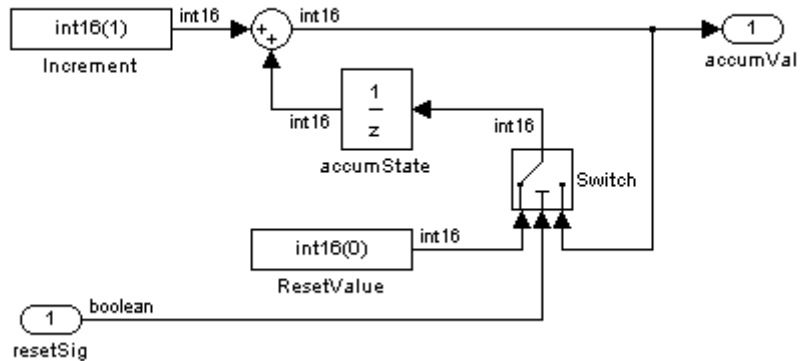 int16(1)
int16
int16
int16
1
Increment
accumVal
+
+
1
z
int16
int16
accumState
Switch
int16(0)
int16
ResetValue
boolean
1
resetSig